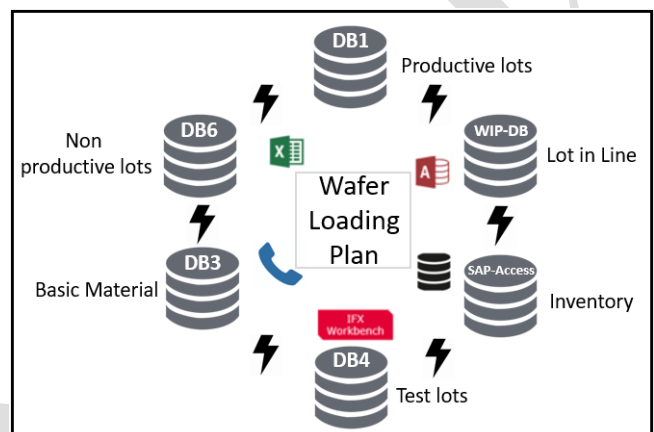 DB1
Productive lots
DB6
WIP-DB
Non
productive lots
X
A
Lot in Line
Wafer
Loading
Plan
DB3
SAP-Access
Basic Material
Inventory
IFX
Workbench
DB4
Test lots